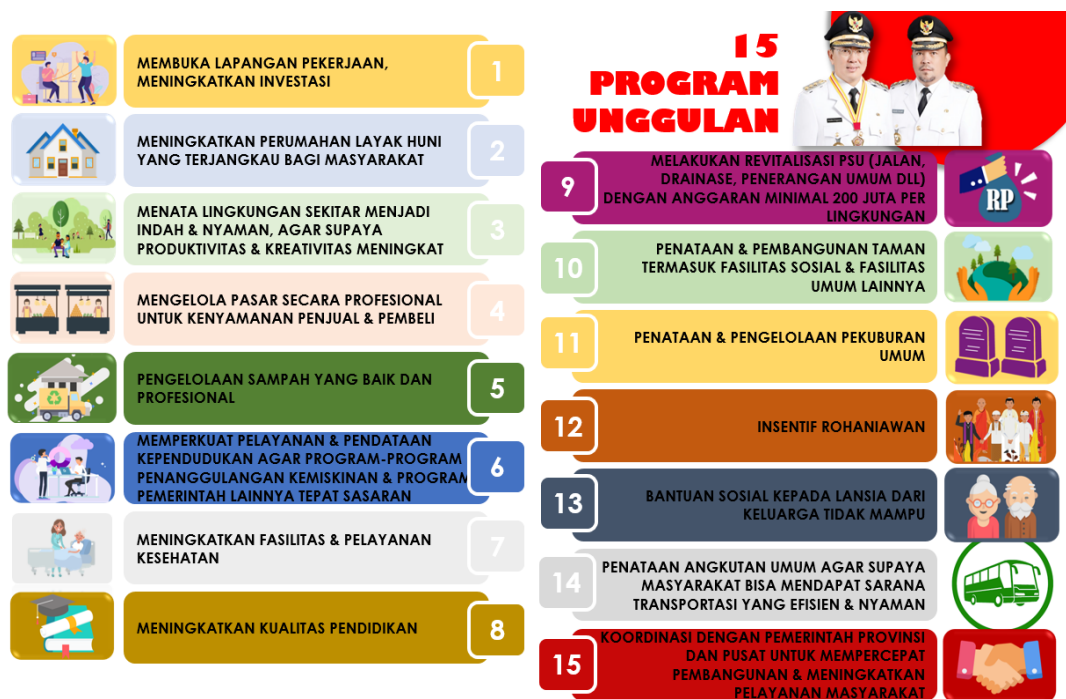 MEMBUKA LAPANGAN PEKERJAAN,
MENINGKATKAN INVESTASI
1
MENINGKATKAN PERUMAHAN LAYAK HUNI
YANG TERJANGKAU BAGI MASYARAKAT
2
MENATA LINGKUNGAN SEKITAR MENJADI
INDAH & NYAMAN, AGAR SUPAYA
PRODUKTIVITAS & KREATIVITAS MENINGKAT
3
MENGELOLA PASAR SECARA PROFESIONAL
UNTUK KENYAMANAN PENJUAL & PEMBELI
4
PENGELOLAAN SAMPAH YANG BAIK DAN
PROFESIONAL
5
MEMPERKUAT PELAYANAN & PENDATAAN
KEPENDUDUKAN AGAR PROGRAM-PROGRAM
PENANGGULANGAN KEMISKINAN & PROGRAM
PEMERINTAH LAINNYA TEPAT SASARAN
6
MENINGKATKAN FASILITAS & PELAYANAN
KESEHATAN
7
MENINGKATKAN KUALITAS PENDIDIKAN
8
15
PROGRAM
UNGGULAN
9
MELAKUKAN REVITALISASI PSU (JALAN,
DRAINASE, PENERANGAN UMUM DLL)
DENGAN ANGGARAN MINIMAL 200 JUTA PER
LINGKUNGAN
RP
10
PENATAAN & PEMBANGUNAN TAMAN
TERMASUK FASILITAS SOSIAL & FASILITAS
UMUM LAINNYA
11
PENATAAN & PENGELOLAAN PEKUBURAN
UMUM
12
INSENTIF ROHANIAWAN
13
BANTUAN SOSIAL KEPADA LANSIA DARI
KELUARGA TIDAK MAMPU
14
PENATAAN ANGKUTAN UMUM AGAR SUPAYA
MASYARAKAT BISA MENDAPAT SARANA
TRANSPORTASI YANG EFISIEN & NYAMAN
15
KOORDINASI DENGAN PEMERINTAH PROVINSI
DAN PUSAT UNTUK MEMPERCEPAT
PEMBANGUNAN & MENINGKATKAN
PELAYANAN MASYARAKAT